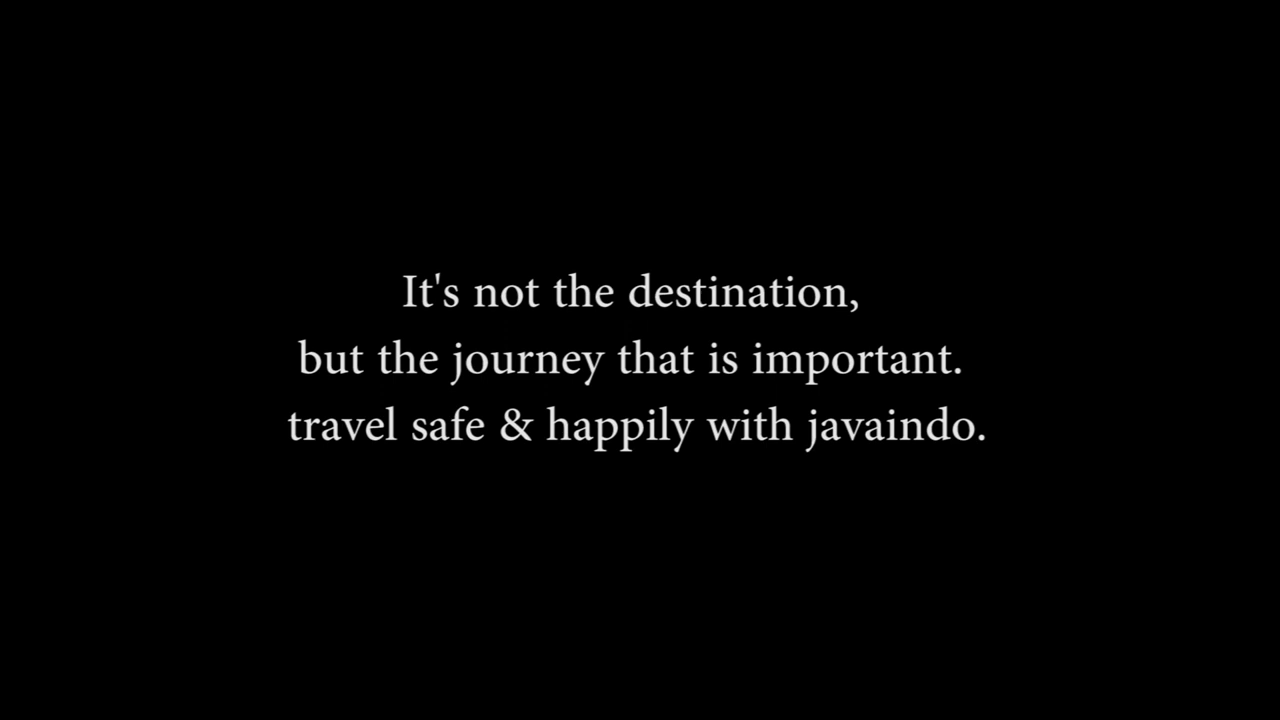 It's not the destination,
but the journey that is important.
travel safe & happily with javaindo.